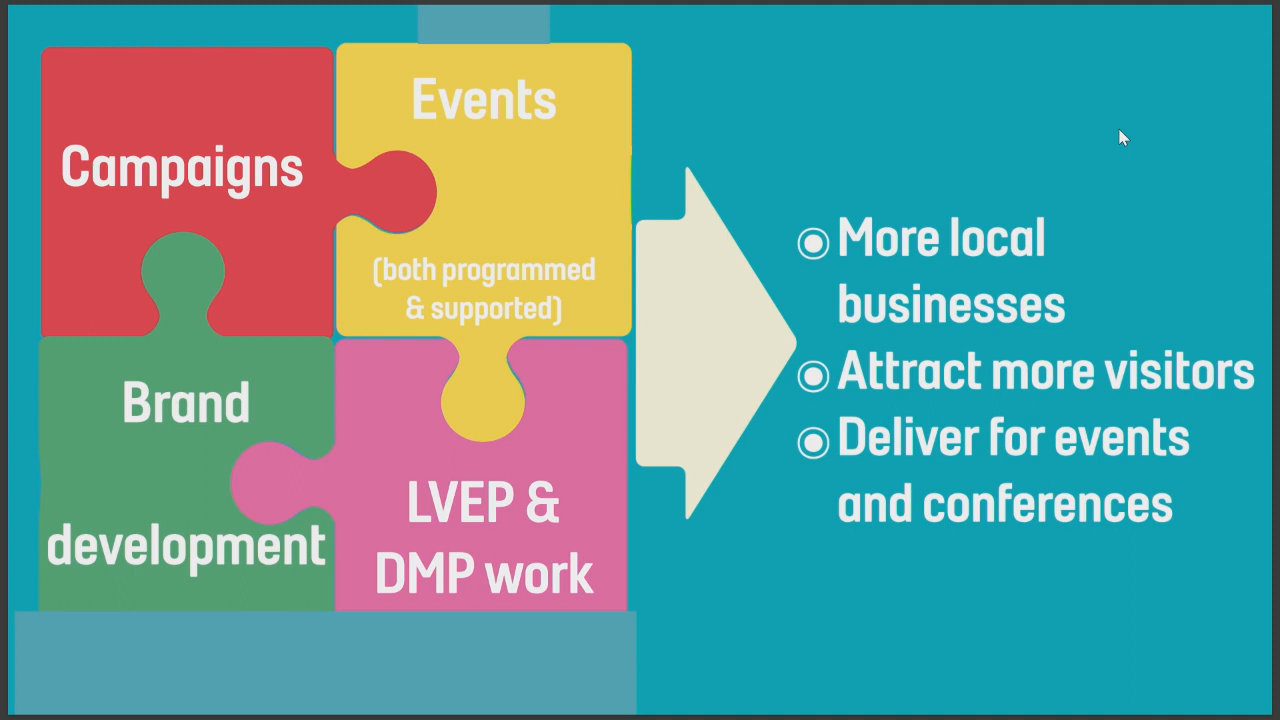 Campaigns
Events
(both programmed
& supported)
Brand
development
LVEP &
DMP work
More local
businesses
Attract more visitors
Deliver for events
and conferences